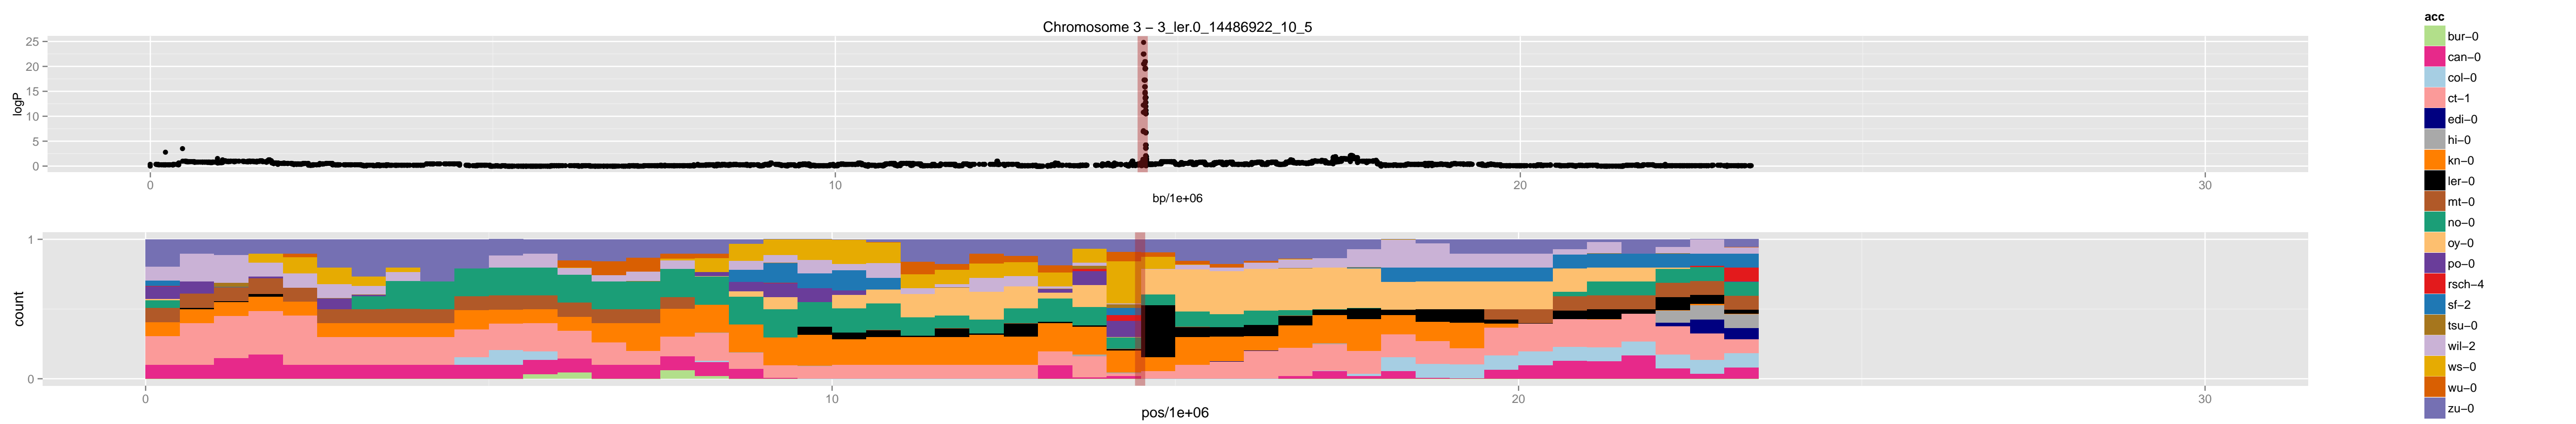 Chromosome 3 − 3_ler.0_14486922_10_5
25
20
15
10
5
0
logP
0 10 20 30
bp/1e+06
1
0
count
0 10 20 30
pos/1e+06
acc
bur−0
can−0
col−0
ct−1
edi−0
hi−0
kn−0
ler−0
mt−0
no−0
oy−0
po−0
rsch−4
sf−2
tsu−0
wil−2
ws−0
wu−0
zu−0